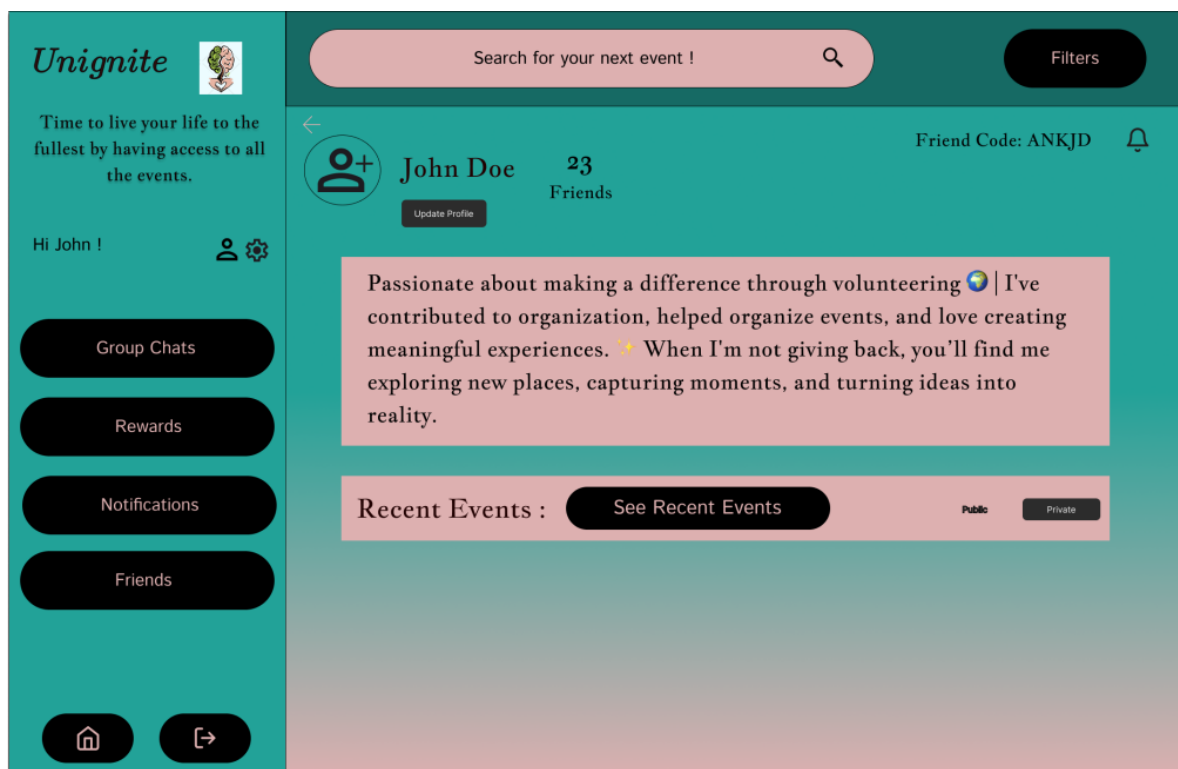 Unignite
Time to live your life to the
fullest by having access to all
the events.
Hi John !
Group Chats
Rewards
Notifications
Friends
Search for your next event !
Filters
Friend Code: ANKJD
John Doe
23
Friends
Update Profile
Passionate about making a difference through volunteering 🌍 | I've
contributed to organization, helped organize events, and love creating
meaningful experiences. ✨ When I'm not giving back, you’ll find me
exploring new places, capturing moments, and turning ideas into
reality.
Recent Events :
See Recent Events
Public
Private